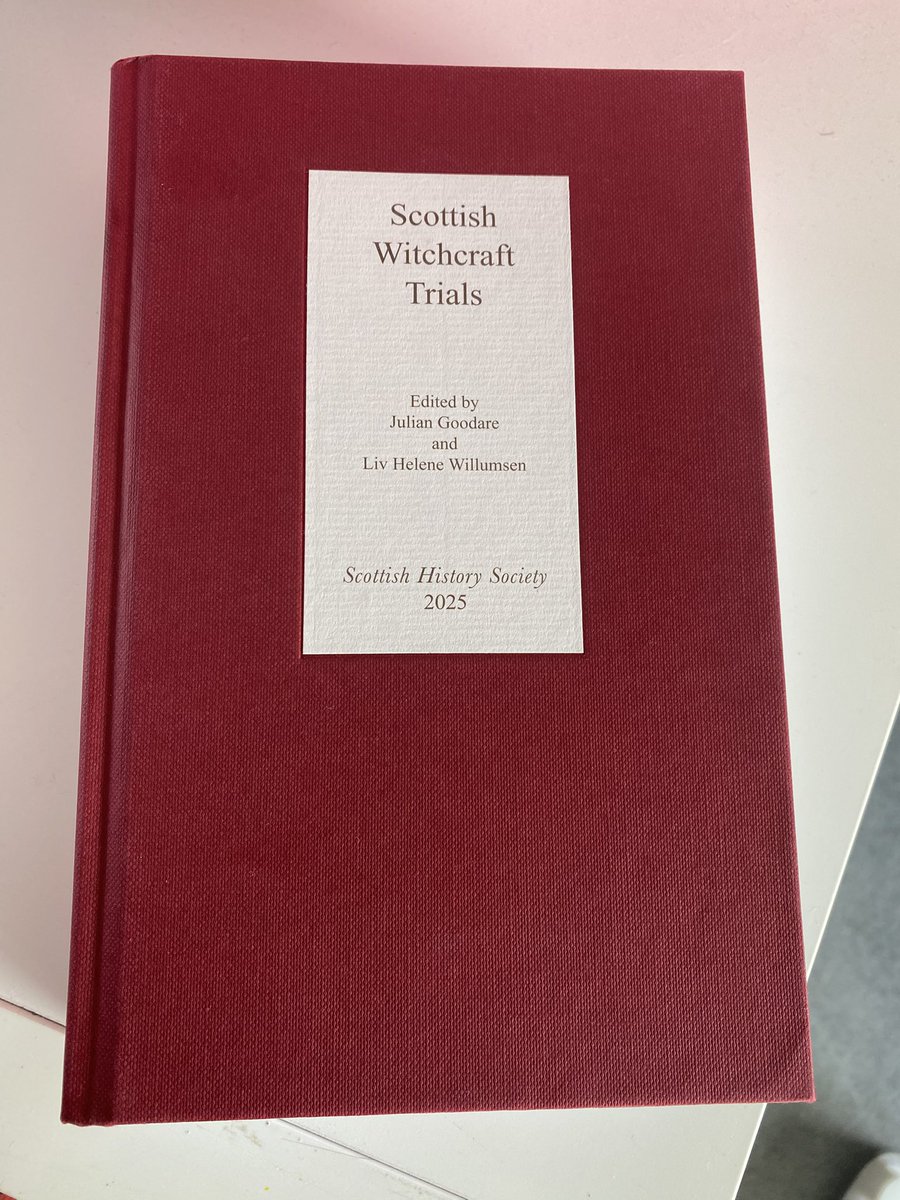 Scottish
Witchcraft
Trials
Edited by
Julian Goodare
and
Liv Helene Willumsen
Scottish History Society
2025